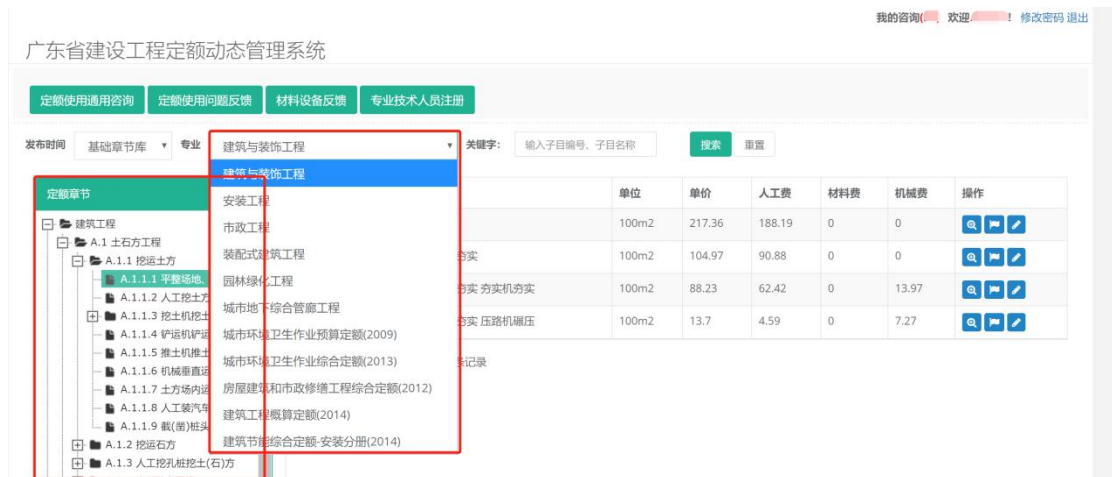 我的咨询( 欢迎 ! 修改密码 退出
广东省建设工程定额动态管理系统
定额使用通用咨询 定额使用问题反馈 材料设备反馈 专业技术人员注册
发布时间 基础章节库 专业 建筑与装饰工程 关键字: 输入子目编号、子目名称 搜索 重置
建筑与装饰工程
安装工程
市政工程
装配式建筑工程
园林绿化工程
城市地下综合管廊工程
城市环境卫生作业预算定额(2009)
城市环境卫生作业综合定额(2013)
房屋建筑和市政修缮工程综合定额(2012)
建筑工程概算定额(2014)
建筑节能综合定额-安装分册(2014)
定额章节
建筑工程
A.1 土石方工程
A.1.1 挖运土方
A.1.1.1 平整场地、
A.1.1.2 人工挖土方
A.1.1.3 挖土机挖土
A.1.1.4 铲运机铲运
A.1.1.5 推土机推土
A.1.1.6 机械垂直运
A.1.1.7 土方场内运
A.1.1.8 人工装汽车
A.1.1.9 截(凿)桩头
A.1.2 挖运石方
A.1.3 人工挖孔桩挖土(石)方
单位 单价 人工费 材料费 机械费 操作
100m2 217.36 188.19 0 0
夯实 100m2 104.97 90.88 0 0
夯实 夯实机夯实 100m2 88.23 62.42 0 13.97
夯实 压路机碾压 100m2 13.7 4.59 0 7.27
条记录